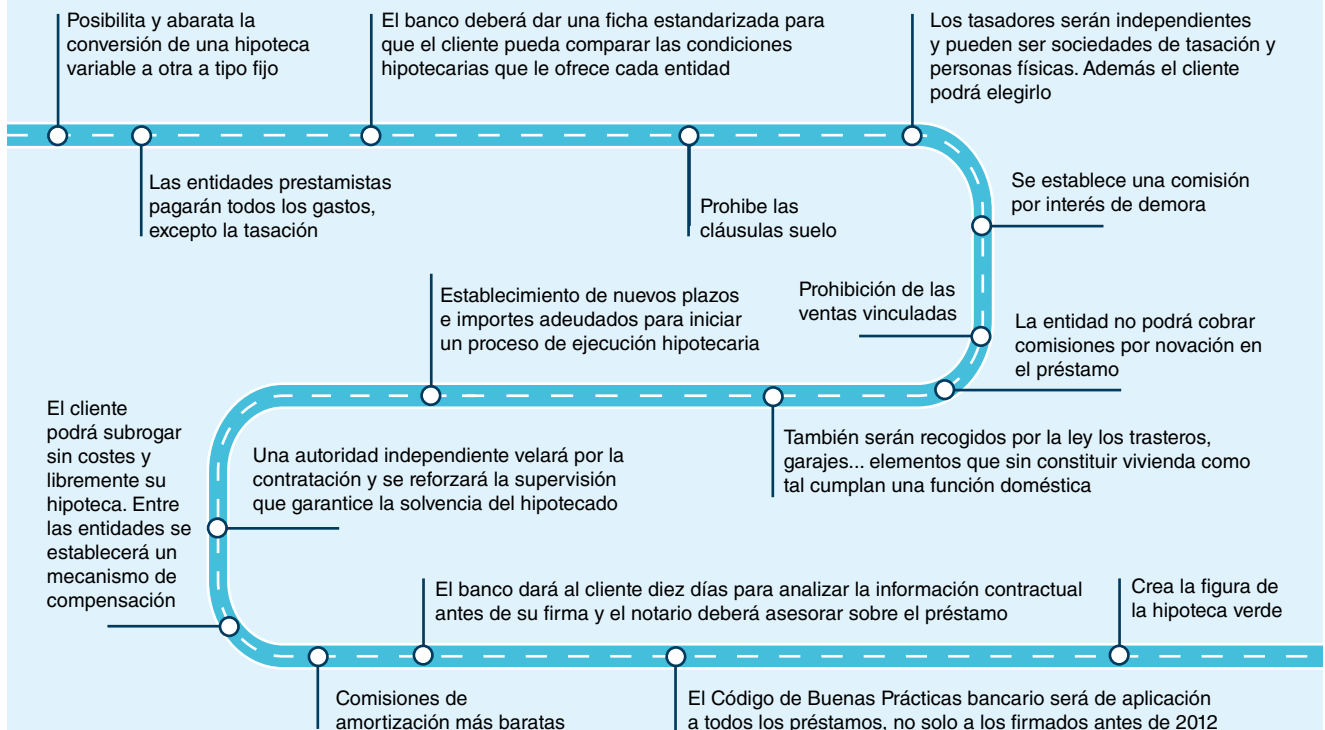 Posibilita y abarata la
conversión de una hipoteca
variable a otra a tipo fijo
Las entidades prestamistas
pagarán todos los gastos,
excepto la tasación
El banco deberá dar una ficha estandarizada para
que el cliente pueda comparar las condiciones
hipotecarias que le ofrece cada entidad
Prohibe las
cláusulas suelo
Los tasadores serán independientes
y pueden ser sociedades de tasación y
personas físicas. Además el cliente
podrá elegirlo
Se establece una comisión
por interés de demora
Prohibición de las
ventas vinculadas
La entidad no podrá cobrar
comisiones por novación en
el préstamo
También serán recogidos por la ley los trasteros,
garajes... elementos que sin constituir vivienda como
tal cumplan una función doméstica
Establecimiento de nuevos plazos
e importes adeudados para iniciar
un proceso de ejecución hipotecaria
Una autoridad independiente velará por la
contratación y se reforzará la supervisión
que garantice la solvencia del hipotecado
El cliente
podrá subrogar
sin costes y
libremente su
hipoteca. Entre
las entidades se
establecerá un
mecanismo de
compensación
Comisiones de
amortización más baratas
El banco dará al cliente diez días para analizar la información contractual
antes de su firma y el notario deberá asesorar sobre el préstamo
El Código de Buenas Prácticas bancario será de aplicación
a todos los préstamos, no solo a los firmados antes de 2012
Crea la figura de
la hipoteca verde